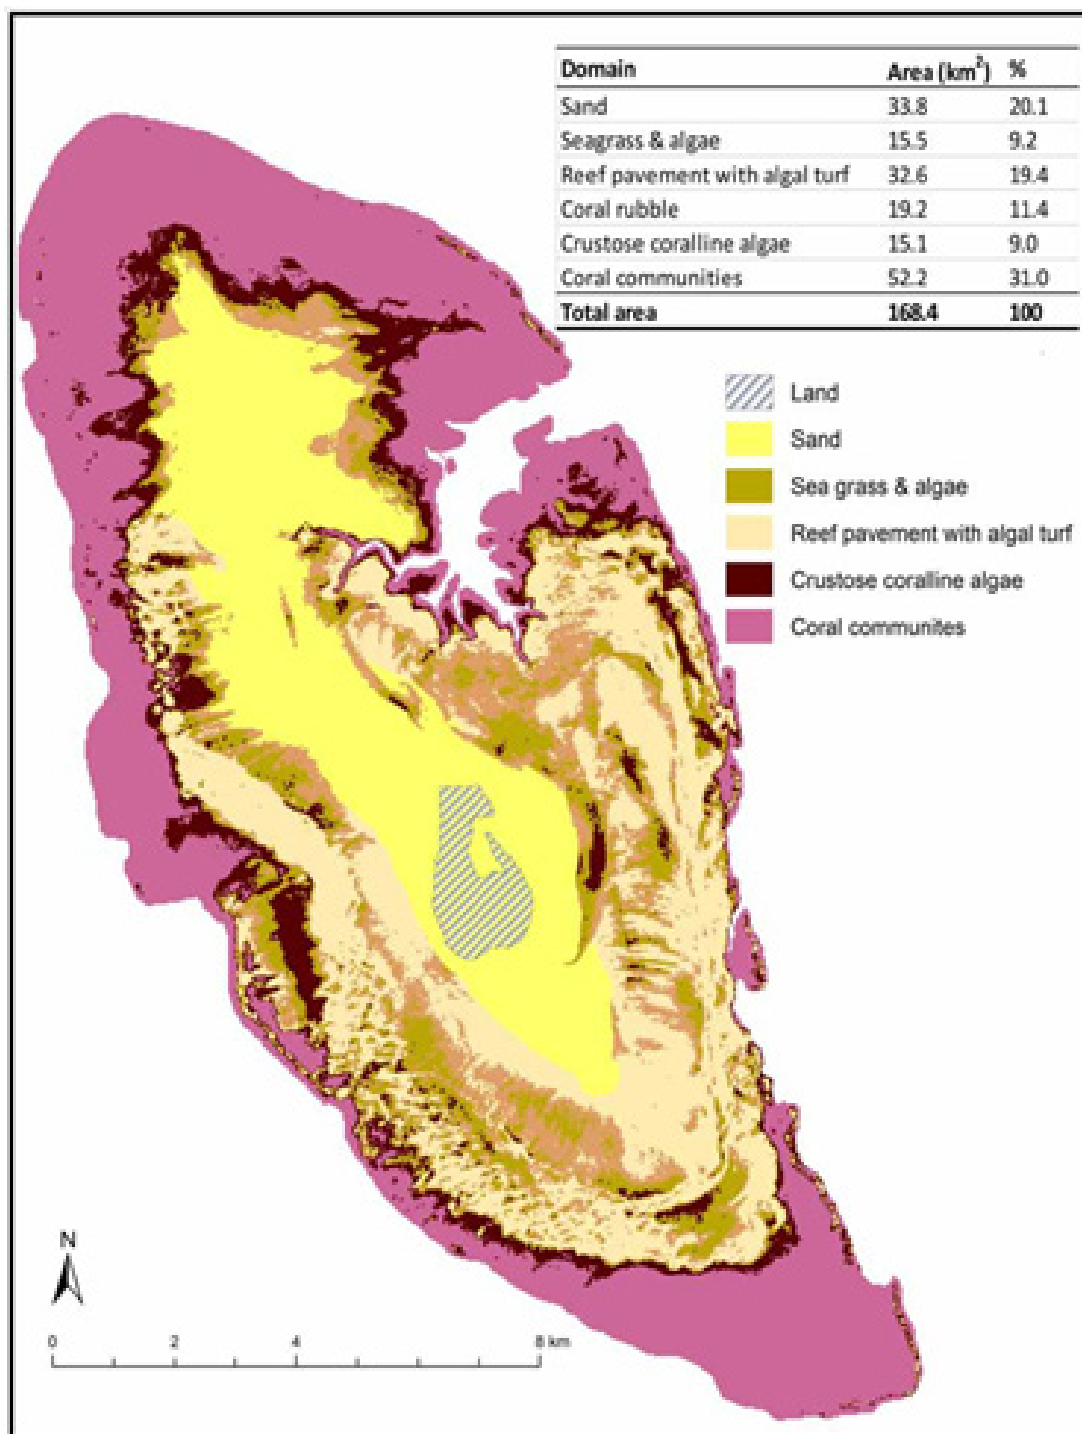 Domain Area (km²) %
Sand 33.8 20.1
Seagrass & algae 15.5 9.2
Reef pavement with algal turf 32.6 19.4
Coral rubble 19.2 11.4
Crustose coralline algae 15.1 9.0
Coral communities 52.2 31.0
Total area 168.4 100
Land
Sand
Sea grass & algae
Reef pavement with algal turf
Crustose coralline algae
Coral communites
N
0 2 4 8 km